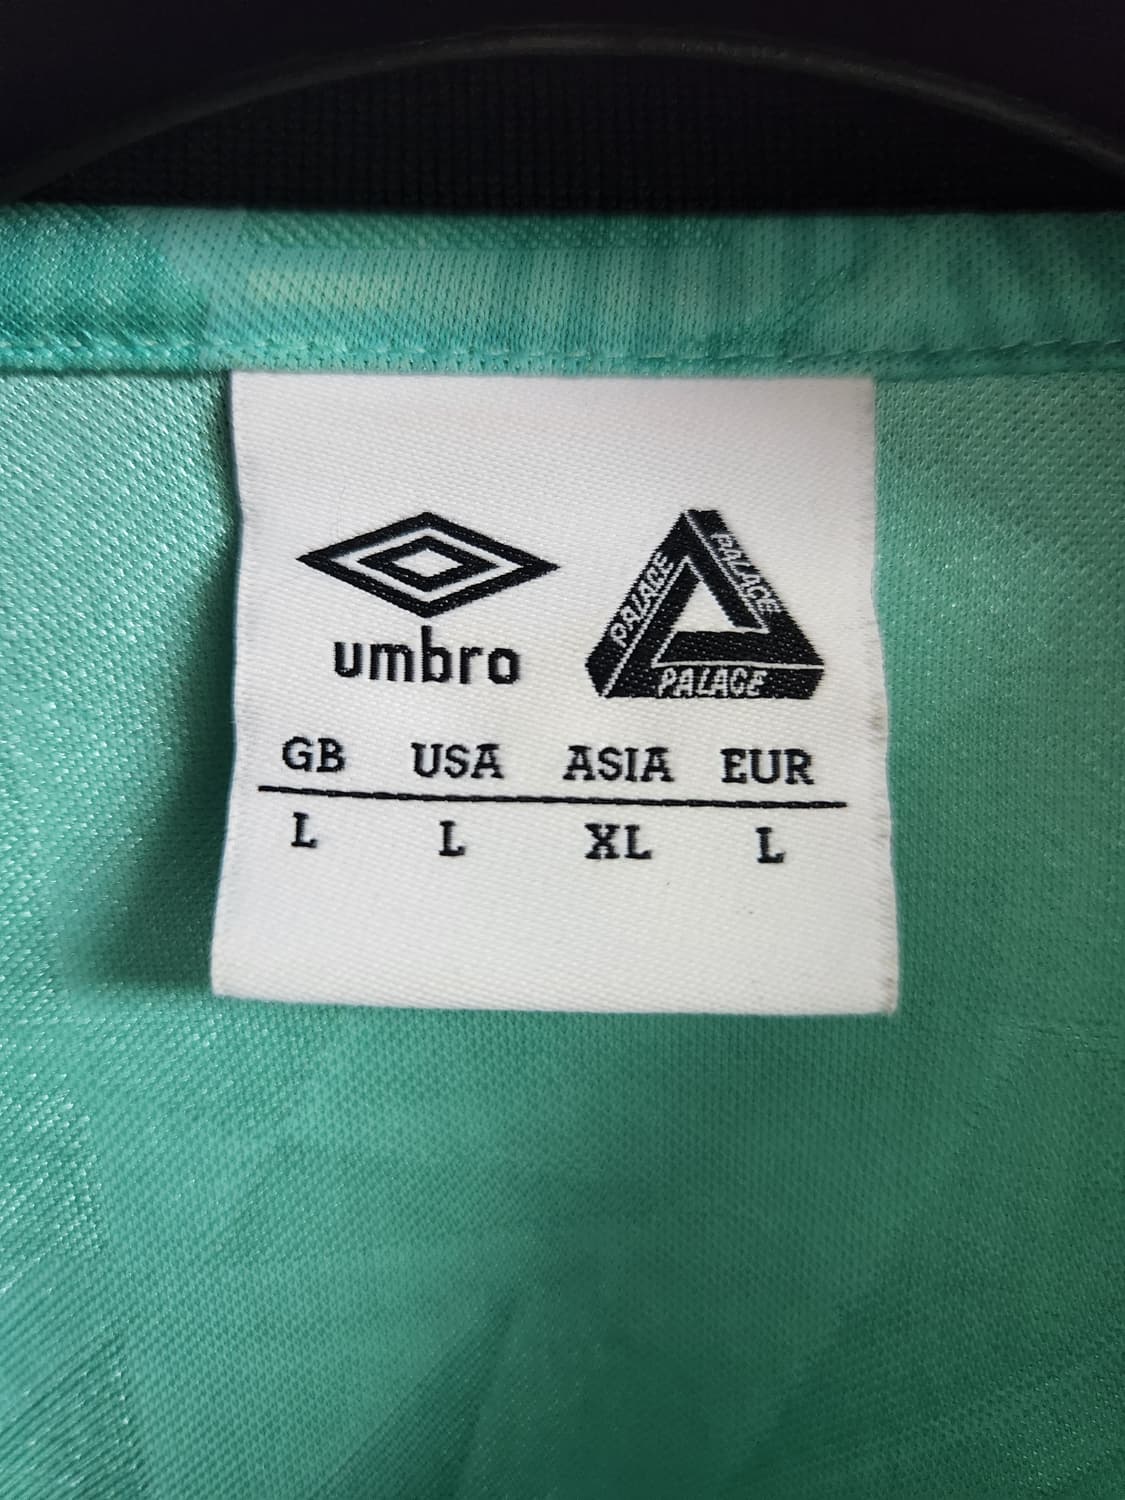 umbro
PALACE
PALACE
PALACE
GB USA ASIA EUR
L L XL L